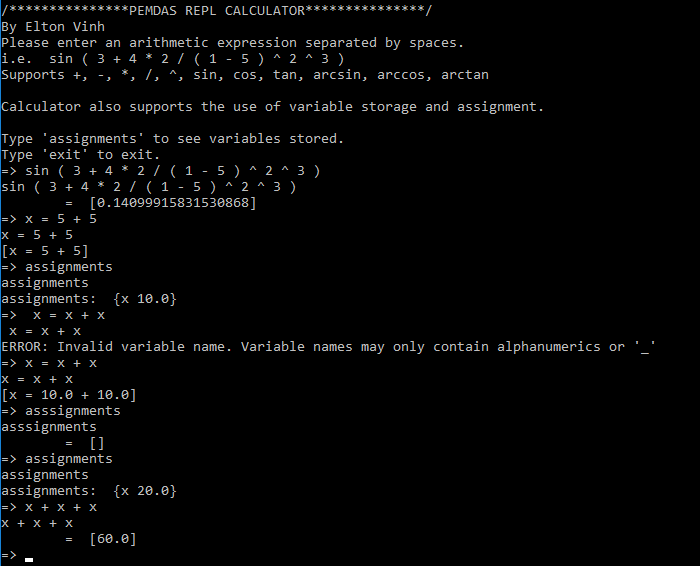 /***************PEMDAS REPL CALCULATOR***************/
By Elton Vinh
Please enter an arithmetic expression separated by spaces.
i.e.  sin ( 3 + 4 * 2 / ( 1 - 5 ) ^ 2 ^ 3 )
Supports +, -, *, /, ^, sin, cos, tan, arcsin, arccos, arctan

Calculator also supports the use of variable storage and assignment.

Type 'assignments' to see variables stored.
Type 'exit' to exit.
=> sin ( 3 + 4 * 2 / ( 1 - 5 ) ^ 2 ^ 3 )
sin ( 3 + 4 * 2 / ( 1 - 5 ) ^ 2 ^ 3 )
        =  [0.14099915831530868]
=> x = 5 + 5
x = 5 + 5
[x = 5 + 5]
=> assignments
assignments
assignments:  {x 10.0}
=>  x = x + x
 x = x + x
ERROR: Invalid variable name. Variable names may only contain alphanumerics or '_'
=> x = x + x
x = x + x
[x = 10.0 + 10.0]
=> asssignments
asssignments
        =  []
=> assignments
assignments
assignments:  {x 20.0}
=> x + x + x
x + x + x
        =  [60.0]
=>